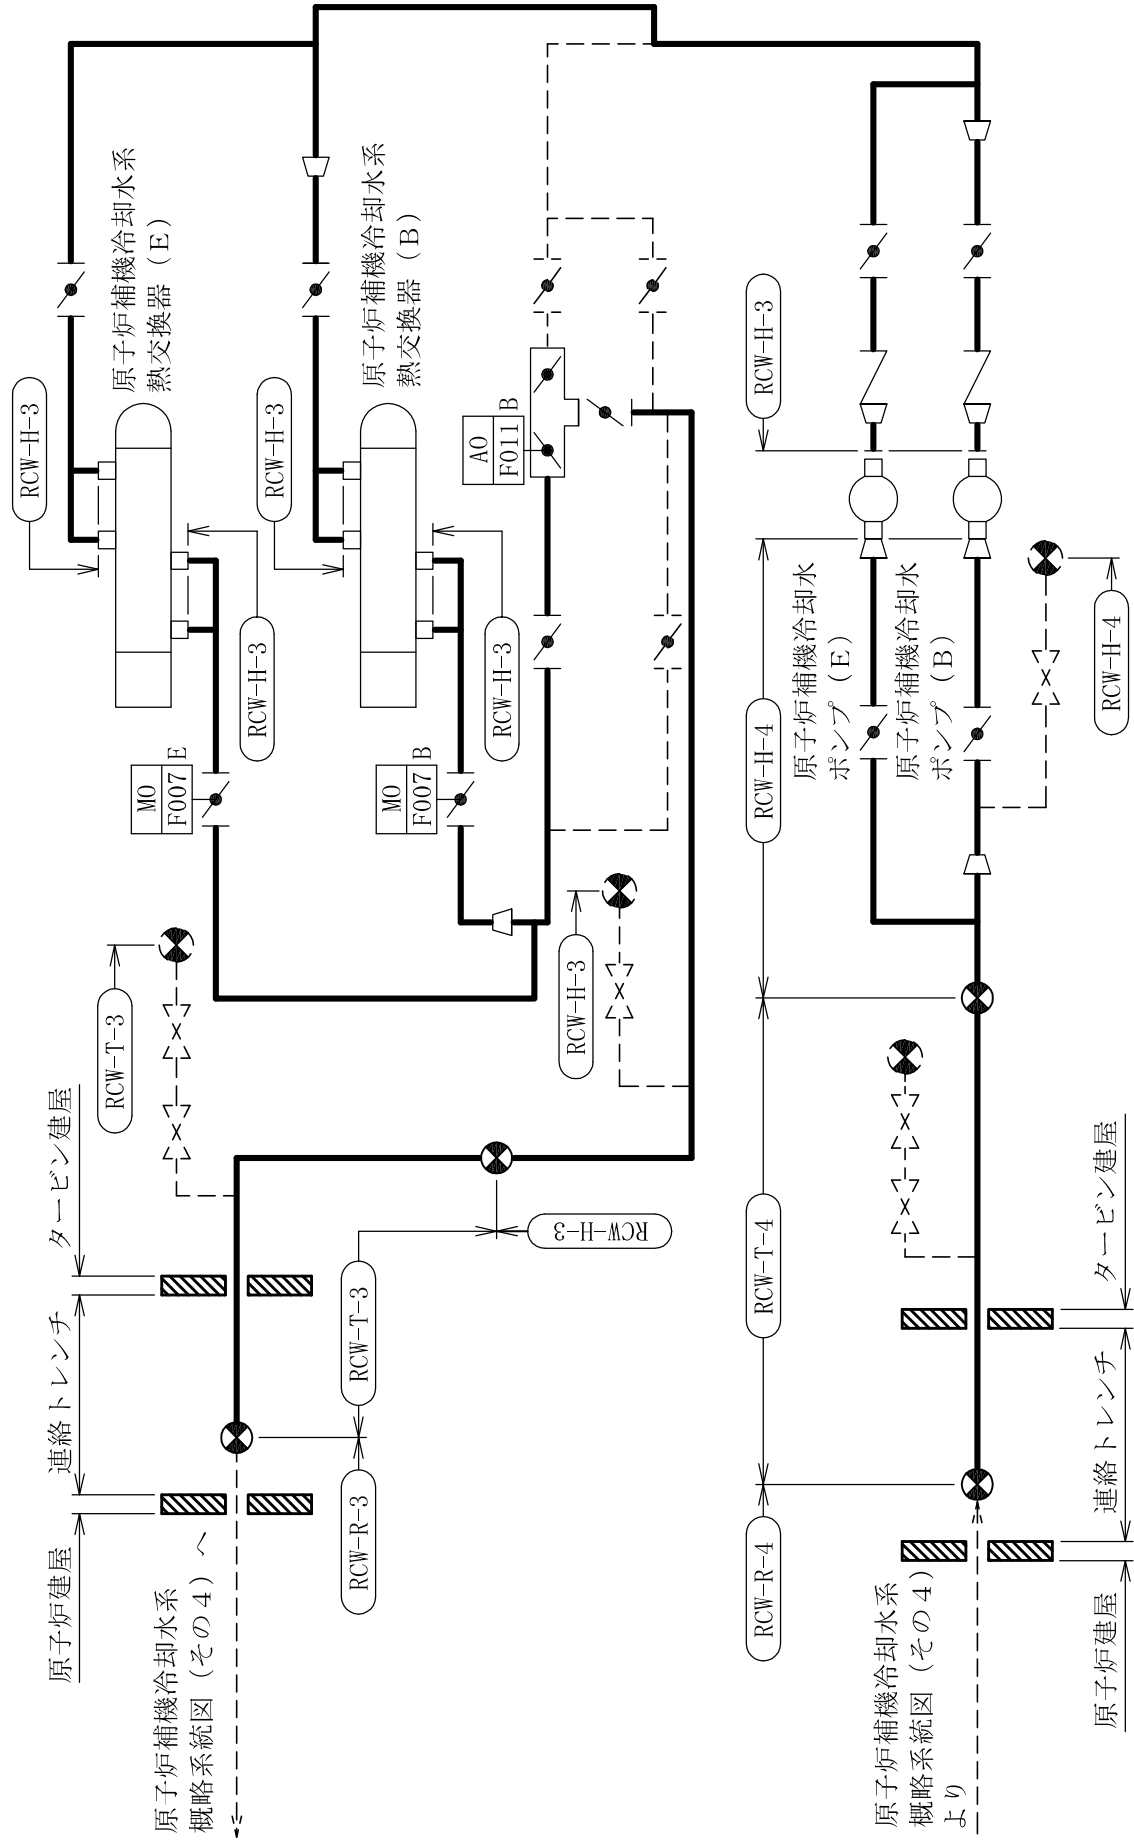 原子炉補機冷却水系
概略系統図（その４）へ
原子炉建屋
連絡トレンチ
タービン建屋
RCW-R-3
RCW-T-3
RCW-T-3
RCW-H-3
RCW-H-3
MO
F007
E
RCW-H-3
RCW-H-3
原子炉補機冷却水系
熱交換器（E）
MO
F007
B
RCW-H-3
RCW-H-3
原子炉補機冷却水系
熱交換器（B）
AO
F011
B
RCW-R-4
RCW-T-4
RCW-H-4
RCW-H-3
原子炉補機冷却水
ポンプ（E）
原子炉補機冷却水
ポンプ（B）
RCW-H-4
原子炉補機冷却水系
概略系統図（その４）
より
原子炉建屋
連絡トレンチ
タービン建屋